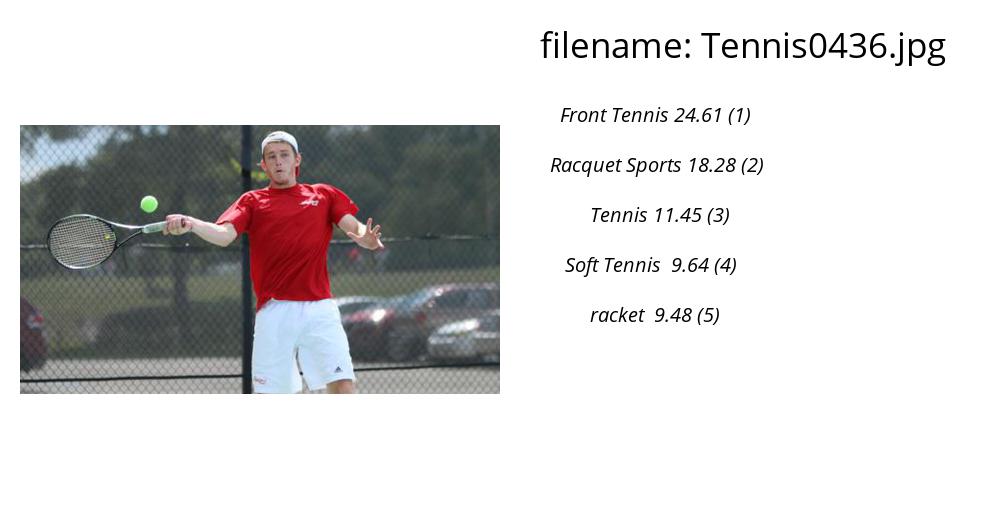 filename: Tennis0436.jpg
Front Tennis 24.61 (1)
Racquet Sports 18.28 (2)
Tennis 11.45 (3)
Soft Tennis 9.64 (4)
racket 9.48 (5)